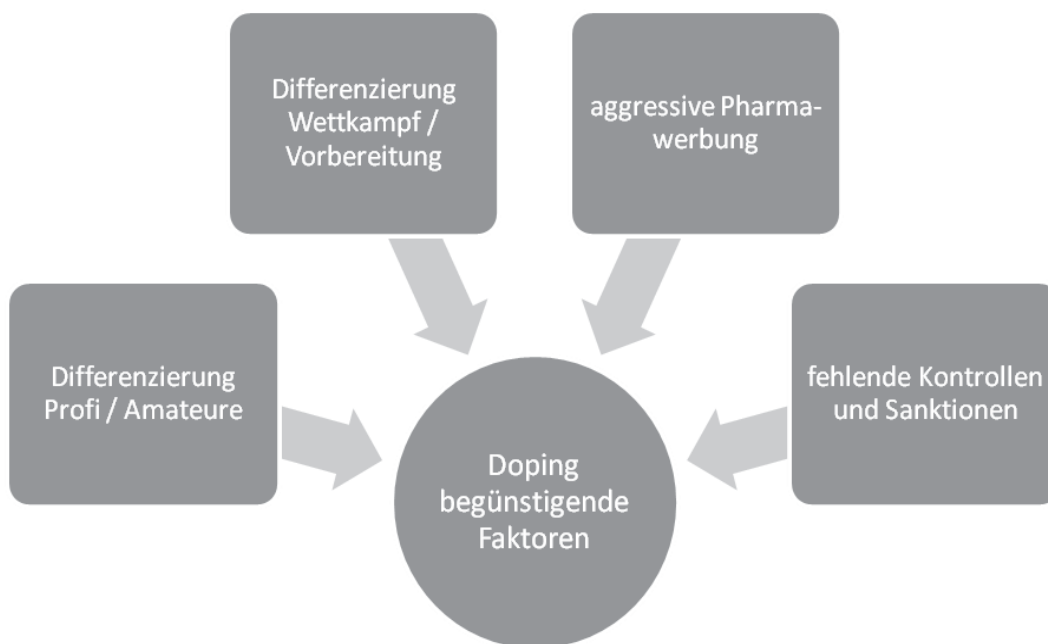 Differenzierung
Wettkampf /
Vorbereitung
aggressive Pharma-
werbung
Differenzierung
Profi / Amateure
fehlende Kontrollen
und Sanktionen
Doping
begünstigende
Faktoren